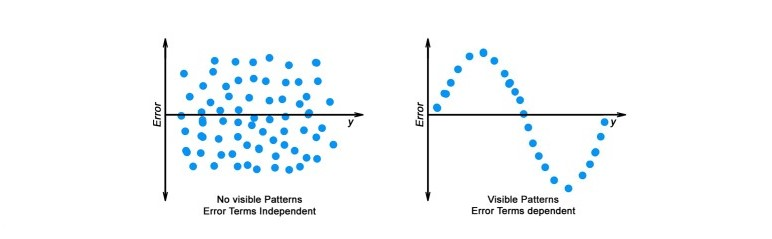 Error
y
No visible Patterns
Error Terms Independent
Error
y
Visible Patterns
Error Terms dependent